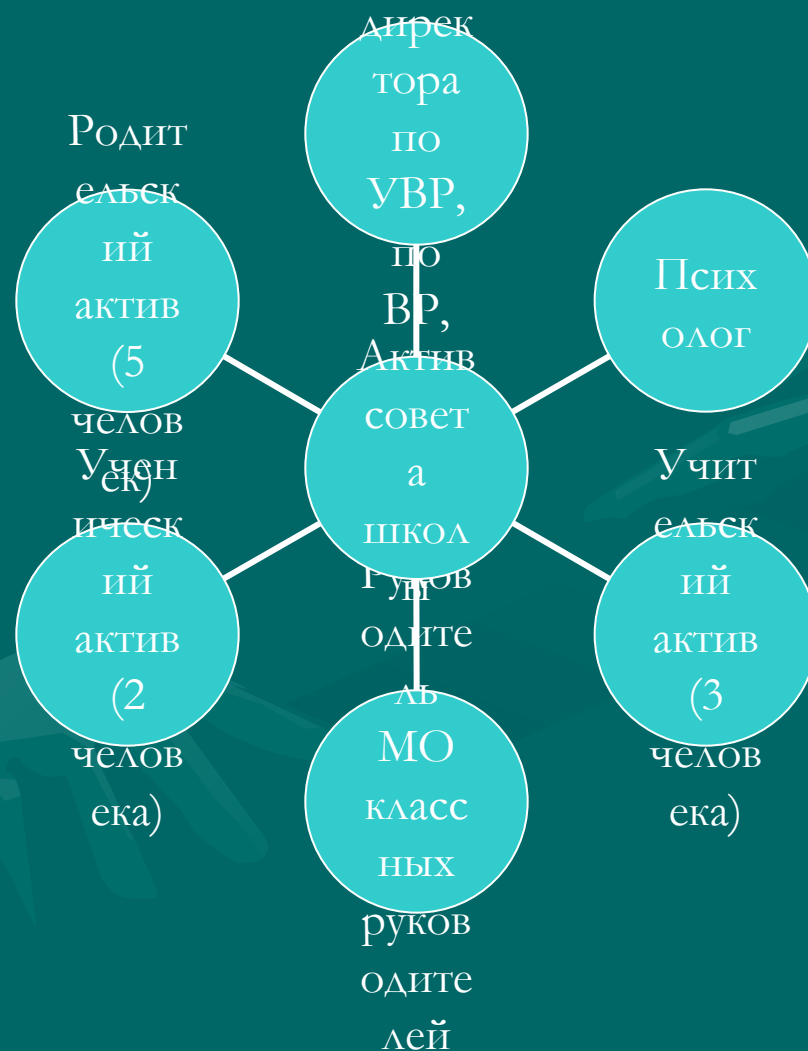 дирек
тора
по
УВР,
по
ВР,
Родит
ельск
ий
актив
(5
челов
ек)
Псих
олог
Актив
совет
а
школ
ы
Учен
ическ
ий
актив
(2
челов
ека)
Учит
ельск
ий
актив
(3
челов
ека)
Руков
одите
ль
МО
класс
ных
руков
одите
лей